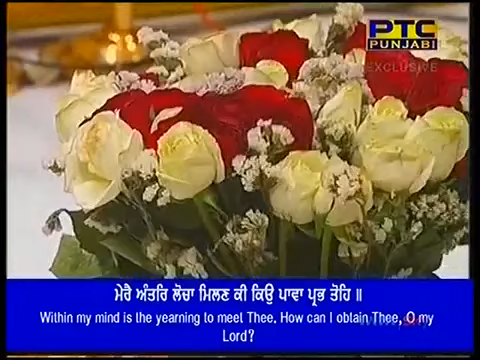 PTC
PUNJABI
EXCLUSIVE
ਮੇਰੈ ਅੰਤਰਿ ਲੋਚਾ ਮਿਲਣ ਕੀ ਕਿਉ ਪਾਵਾ ਪ੍ਰਭ ਤੋਹਿ ॥
Within my mind is the yearning to meet Thee. How can I obtain Thee, O my
Lord?